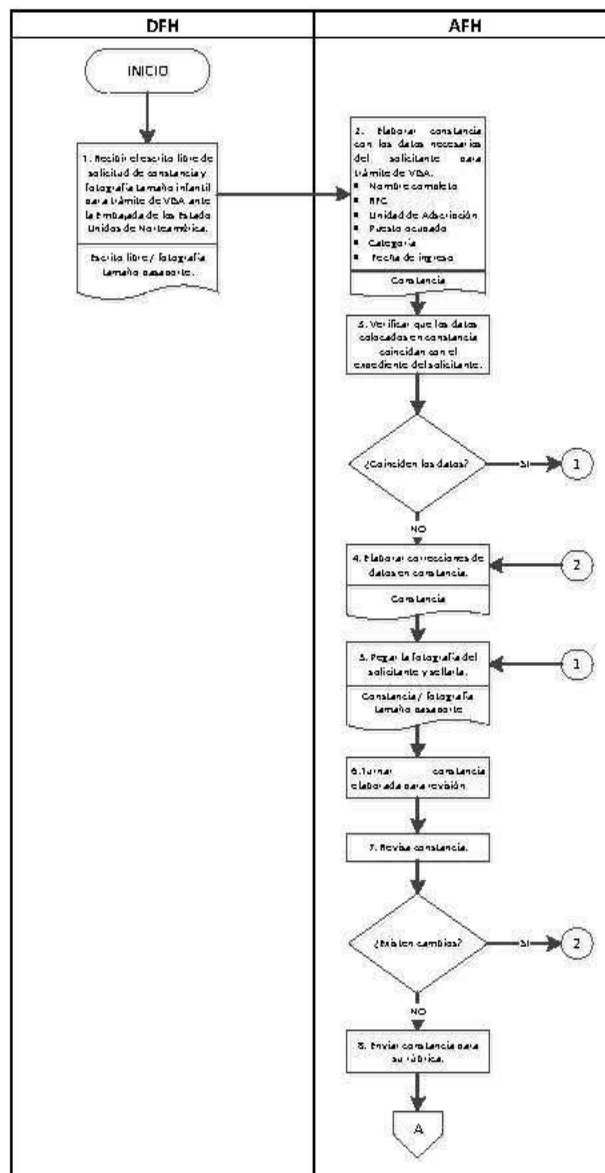 DFH
AFH
INICIO
1. Recibir el escrito libre de
solicitud de constancia y
fotografía tamaño infantil
para trámite de VISA ante
la Embajada de los Estado
Unidos de Norteamérica.
Escrito libre / fotografía
tamaño pasaporte.
2. Elaborar constancia
con los datos necesarios
del solicitante para
trámite de VISA.
▪ Nombre completo
▪ RFC
▪ Unidad de Adscripción
▪ Puesto ocupado
▪ Categoría
▪ Fecha de ingreso
Constancia
3. Verificar que los datos
colocados en constancia
coincidan con el
expediente del solicitante.
¿Coinciden los datos?
SI
1
NO
4. Elaborar correcciones de
datos en constancia.
2
Constancia
5. Pegar la fotografía del
solicitante y sellarla.
1
Constancia / fotografía
tamaño pasaporte
6.Turnar constancia
elaborada para revisión.
7. Revisa constancia.
¿Existen cambios?
SI
2
NO
8. Enviar constancia para
su rúbrica.
A